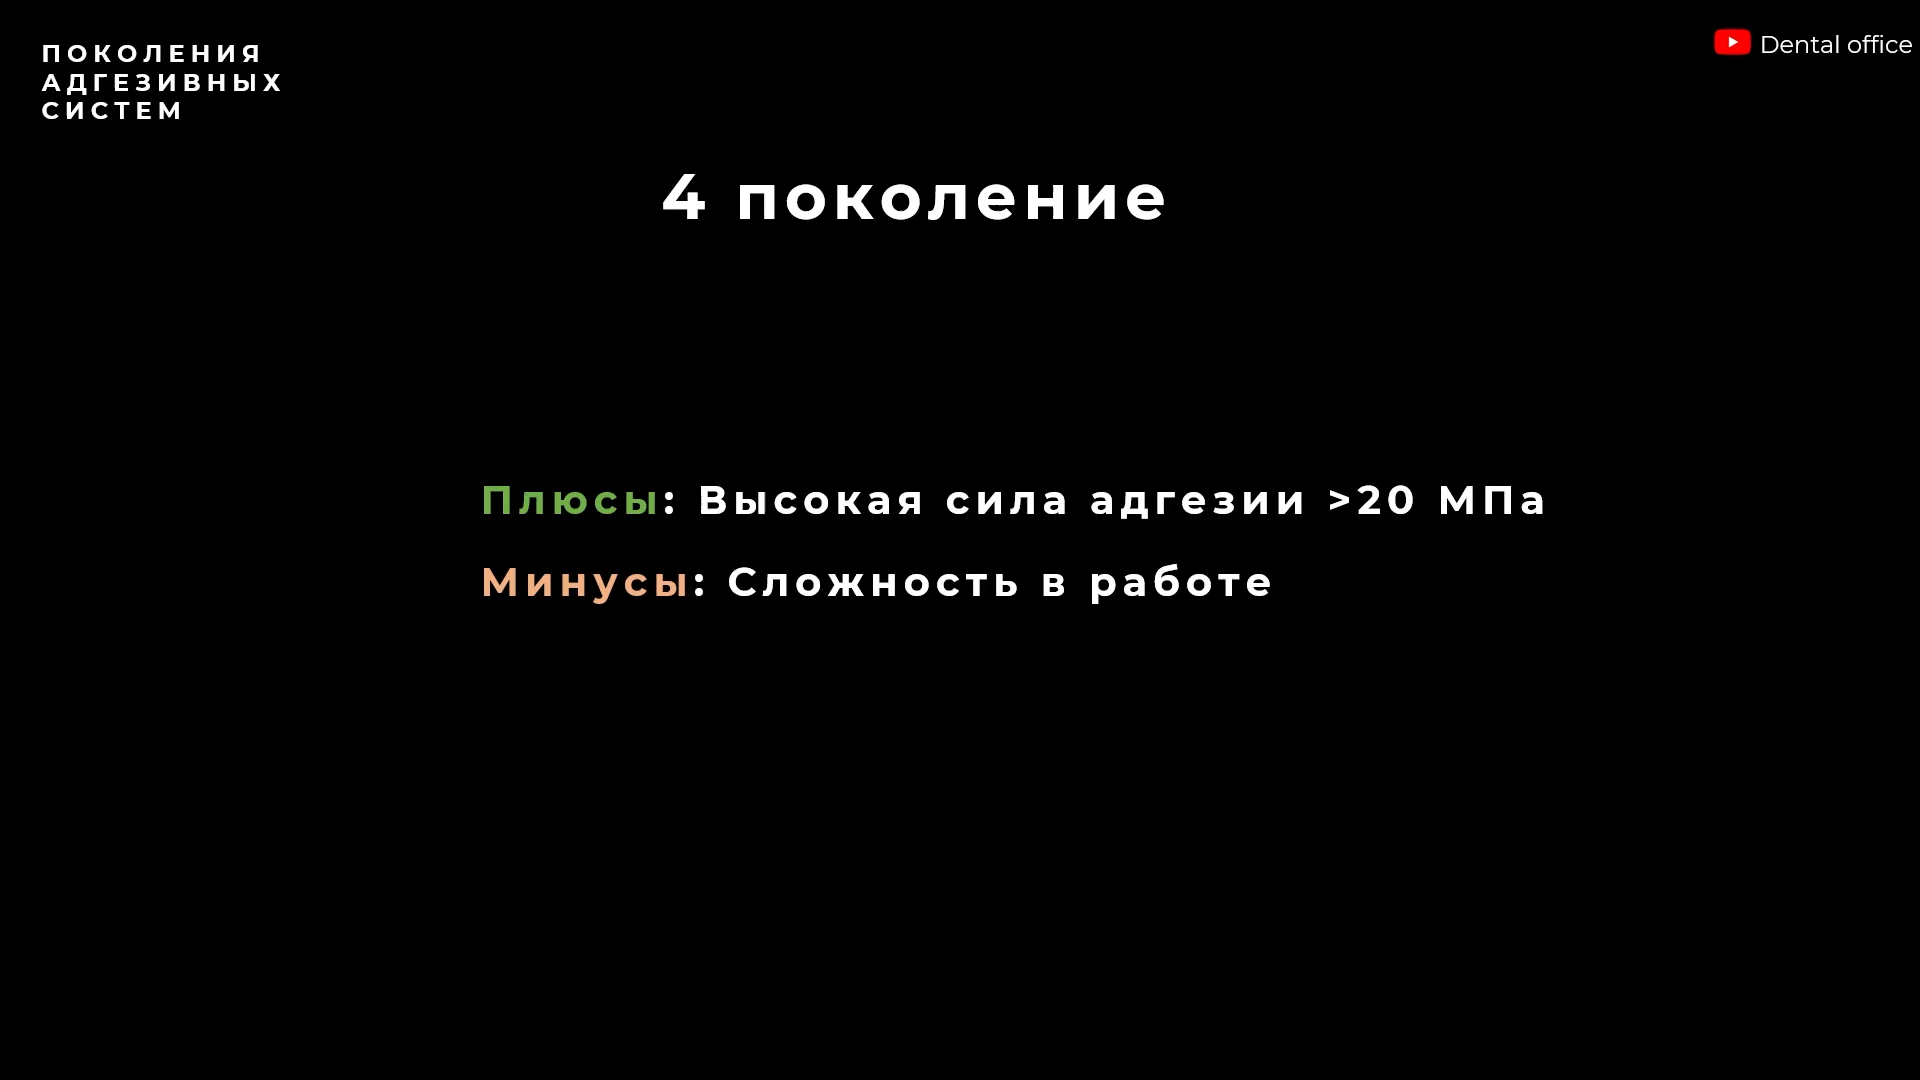 ПОКОЛЕНИЯ
АДГЕЗИВНЫХ
СИСТЕМ
Dental office
4 поколение
Плюсы: Высокая сила адгезии >20 МПа
Минусы: Сложность в работе